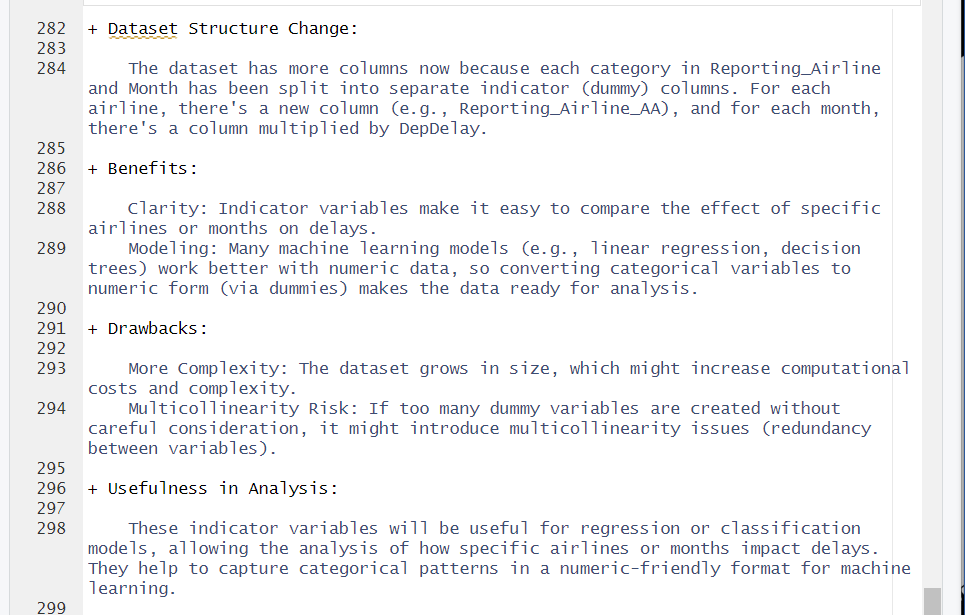 282 + Dataset Structure Change:
283
284 The dataset has more columns now because each category in Reporting_Airline
and Month has been split into separate indicator (dummy) columns. For each
airline, there's a new column (e.g., Reporting_Airline_AA), and for each month,
there's a column multiplied by DepDelay.
285
286 + Benefits:
287
288 Clarity: Indicator variables make it easy to compare the effect of specific
airlines or months on delays.
289 Modeling: Many machine learning models (e.g., linear regression, decision
trees) work better with numeric data, so converting categorical variables to
numeric form (via dummies) makes the data ready for analysis.
290
291 + Drawbacks:
292
293 More Complexity: The dataset grows in size, which might increase computational
costs and complexity.
294 Multicollinearity Risk: If too many dummy variables are created without
careful consideration, it might introduce multicollinearity issues (redundancy
between variables).
295
296 + Usefulness in Analysis:
297
298 These indicator variables will be useful for regression or classification
models, allowing the analysis of how specific airlines or months impact delays.
They help to capture categorical patterns in a numeric-friendly format for machine
learning.
299